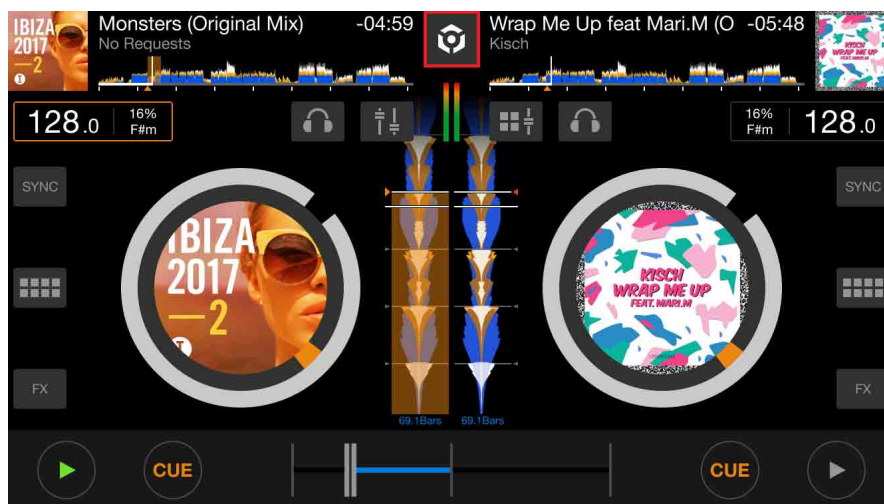 IBIZA
2017
—2
Monsters (Original Mix)
-04:59
No Requests
Wrap Me Up feat Mari.M (O
-05:48
Kisch
KISCH
WRAP ME UP
FEAT. MARI.M
128.0
16%
F#m
16%
F#m
128.0
SYNC
SYNC
IBIZA
2017
—2
KISCH
WRAP ME UP
FEAT. MARI.M
FX
FX
69.1Bars
69.1Bars
CUE
CUE